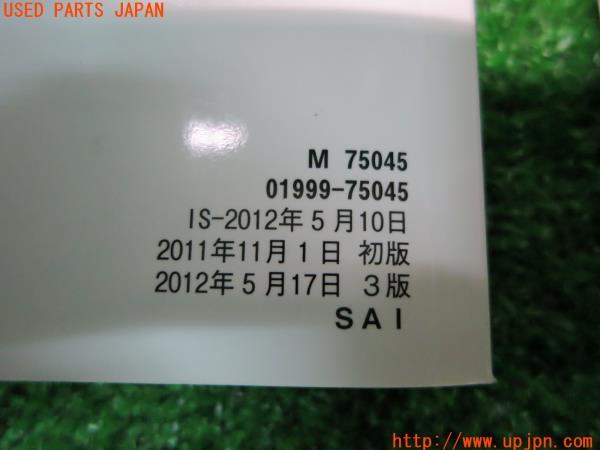 USED PARTS JAPAN
M 75045
01999-75045
IS-2012年5月10日
2011年11月1日 初版
2012年5月17日 3版
SAI
http://www.upjpn.com/